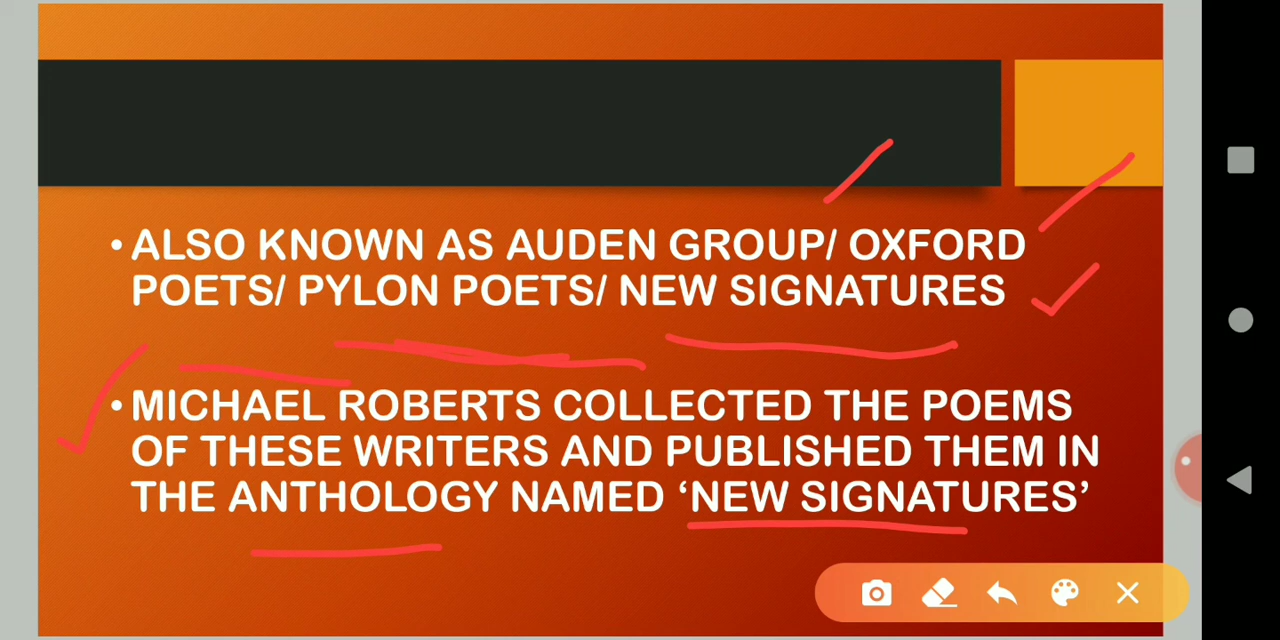 • ALSO KNOWN AS AUDEN GROUP/ OXFORD
POETS/ PYLON POETS/ NEW SIGNATURES
• MICHAEL ROBERTS COLLECTED THE POEMS
OF THESE WRITERS AND PUBLISHED THEM IN
THE ANTHOLOGY NAMED ‘NEW SIGNATURES’